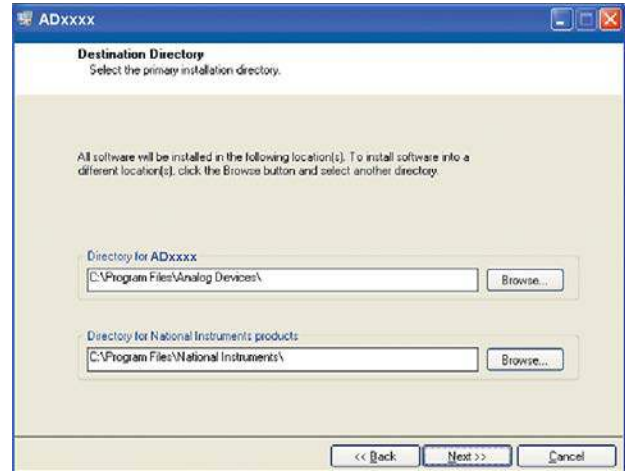 ADxxxx
Destination Directory
Select the primary installation directory.
All software will be installed in the following location(s). To install software into a
different location(s), click the Browse button and select another directory.
Directory for ADxxxx
C:\Program Files\Analog Devices\
Browse...
Directory for National Instruments products
C:\Program Files\National Instruments\
Browse...
<< Back
Next >>
Cancel